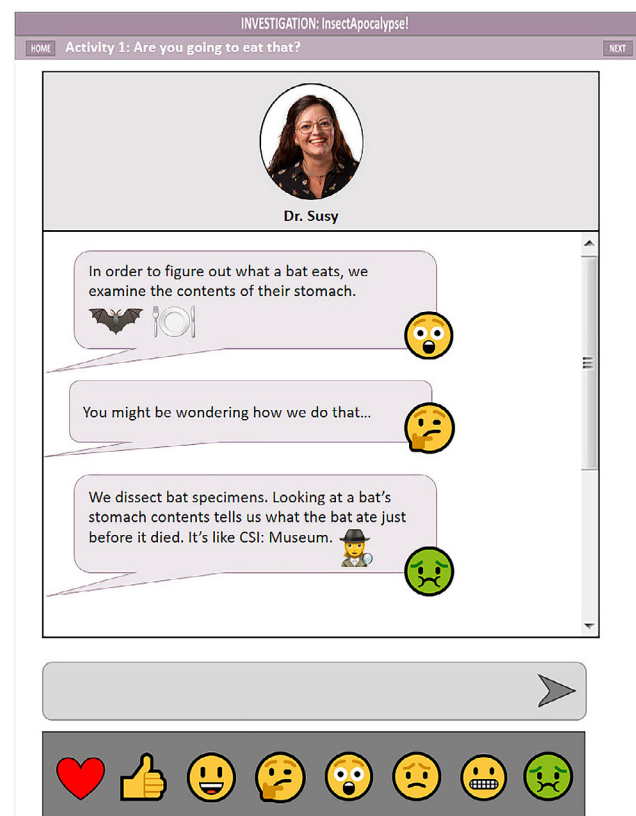 INVESTIGATION: InsectApocalypse!
HOME Activity 1: Are you going to eat that? NEXT
Dr. Susy
In order to figure out what a bat eats, we
examine the contents of their stomach.
You might be wondering how we do that...
We dissect bat specimens. Looking at a bat's
stomach contents tells us what the bat ate just
before it died. It's like CSI: Museum.